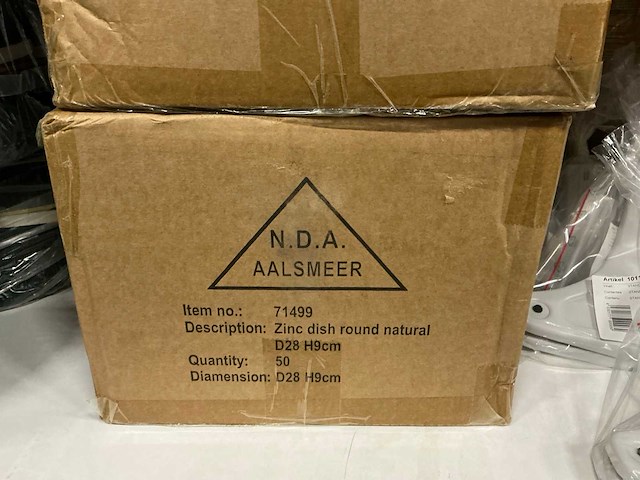 N.D.A.
AALSMEER
Item no.: 71499
Description: Zinc dish round natural
D28 H9cm
Quantity: 50
Diamension: D28 H9cm
Artikel